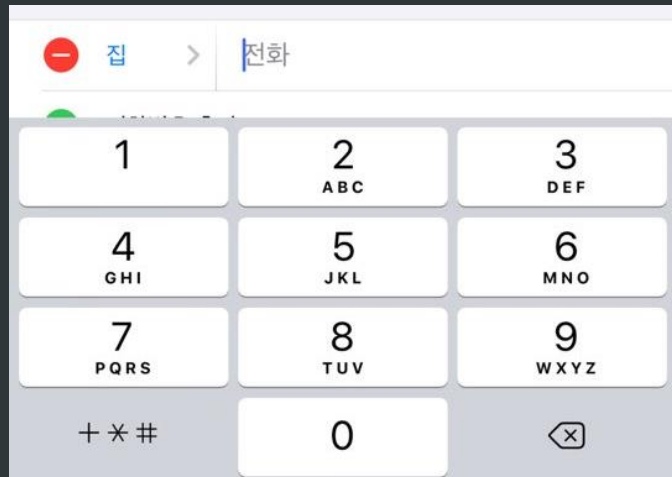 집 전화
1
2
ABC
3
DEF
4
GHI
5
JKL
6
MNO
7
PQRS
8
TUV
9
WXYZ
+*#
0